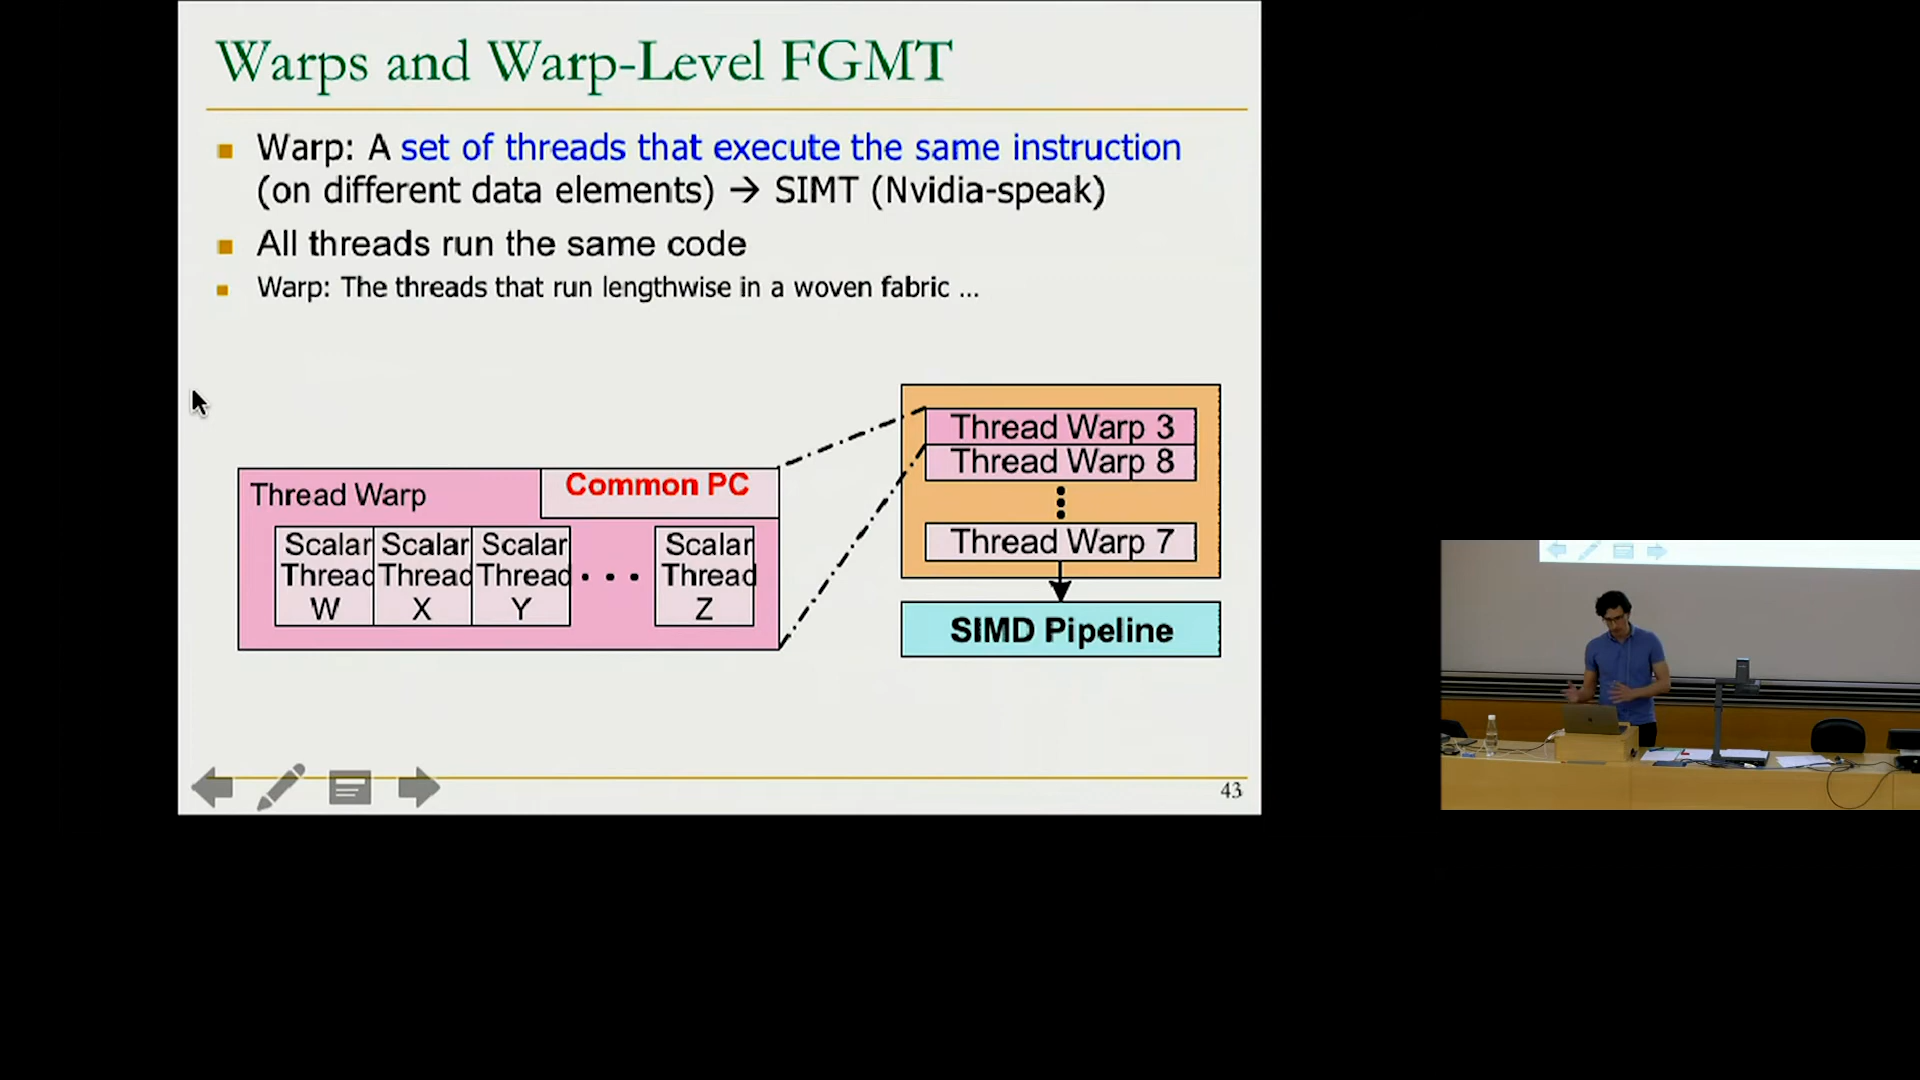 Warps and Warp-Level FGMT
Warp: A set of threads that execute the same instruction
(on different data elements) → SIMT (Nvidia-speak)
All threads run the same code
Warp: The threads that run lengthwise in a woven fabric ...
Thread Warp
Common PC
Scalar Thread W
Scalar Thread X
Scalar Thread Y
Scalar Thread Z
Thread Warp 3
Thread Warp 8
Thread Warp 7
SIMD Pipeline
43